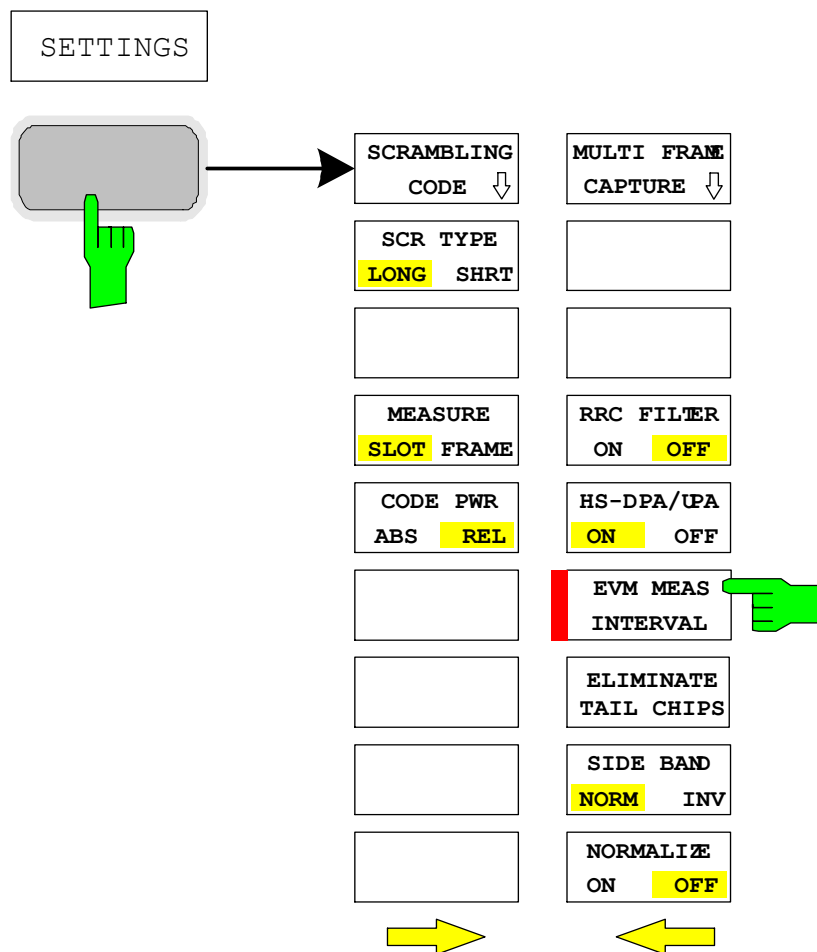 SETTINGS
SCRAMBLING
CODE
SCR TYPE
LONG SHRT
MEASURE
SLOT FRAME
CODE PWR
ABS REL
MULTI FRAME
CAPTURE
RRC FILTER
ON OFF
HS-DPA/UPA
ON OFF
EVM MEAS
INTERVAL
ELIMINATE
TAIL CHIPS
SIDE BAND
NORM INV
NORMALIZE
ON OFF